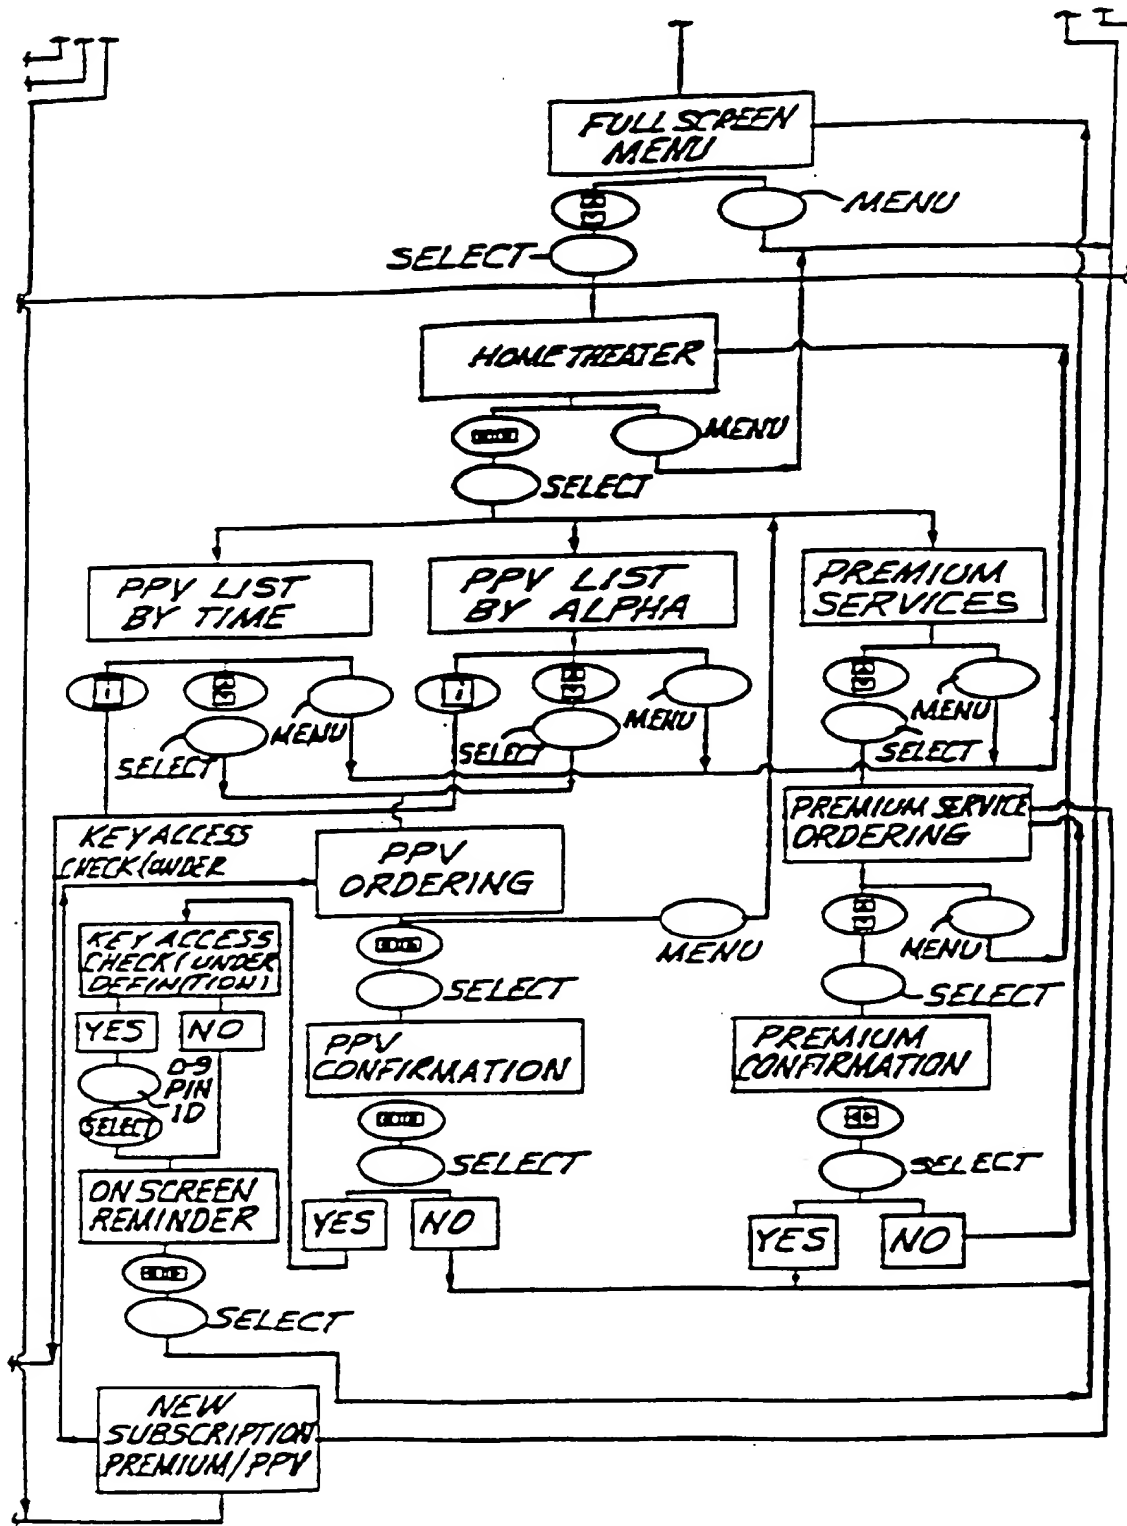 FULL SCREEN
MENU
MENU
SELECT
HOME THEATER
MENU
SELECT
PPV LIST
BY TIME
PPV LIST
BY ALPHA
PREMIUM
SERVICES
i
i
MENU
SELECT
MENU
SELECT
MENU
SELECT
KEY ACCESS
CHECK (UNDER
PPV
ORDERING
PREMIUM SERVICE
ORDERING
MENU
MENU
KEY ACCESS
CHECK (UNDER
DEFINITION)
SELECT
SELECT
YES
NO
PPV
CONFIRMATION
PREMIUM
CONFIRMATION
0-9
PIN
ID
SELECT
SELECT
SELECT
ON SCREEN
REMINDER
YES
NO
YES
NO
SELECT
NEW
SUBSCRIPTION
PREMIUM/PPV